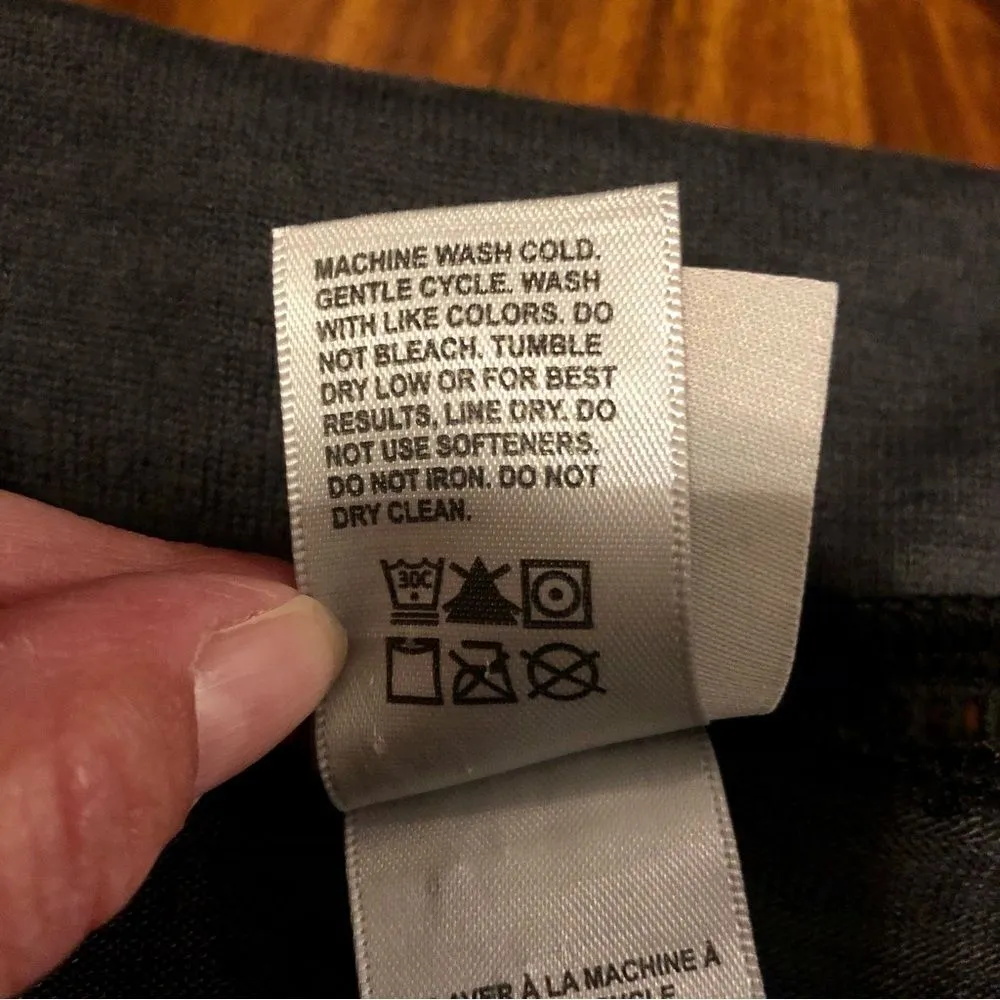 MACHINE WASH COLD.
GENTLE CYCLE. WASH
WITH LIKE COLORS. DO
NOT BLEACH. TUMBLE
DRY LOW OR FOR BEST
RESULTS, LINE DRY. DO
NOT USE SOFTENERS.
DO NOT IRON. DO NOT
DRY CLEAN.
30C
À LA MACHINE À